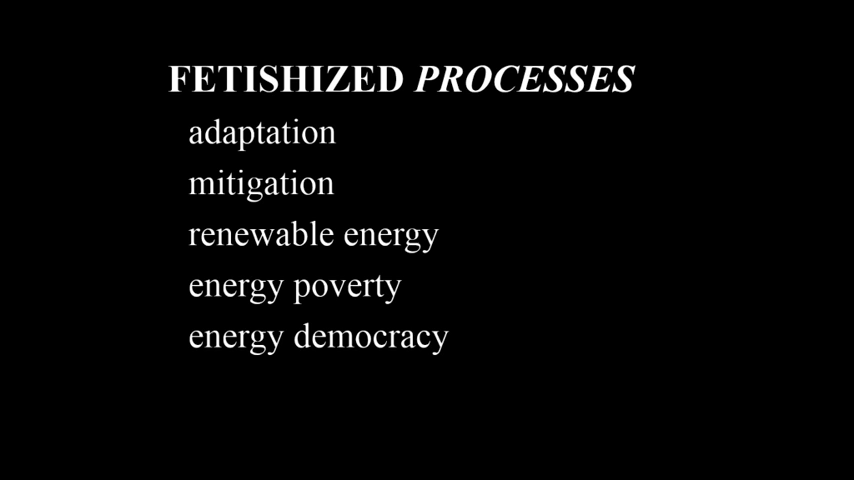 FETISHIZED PROCESSES
adaptation
mitigation
renewable energy
energy poverty
energy democracy